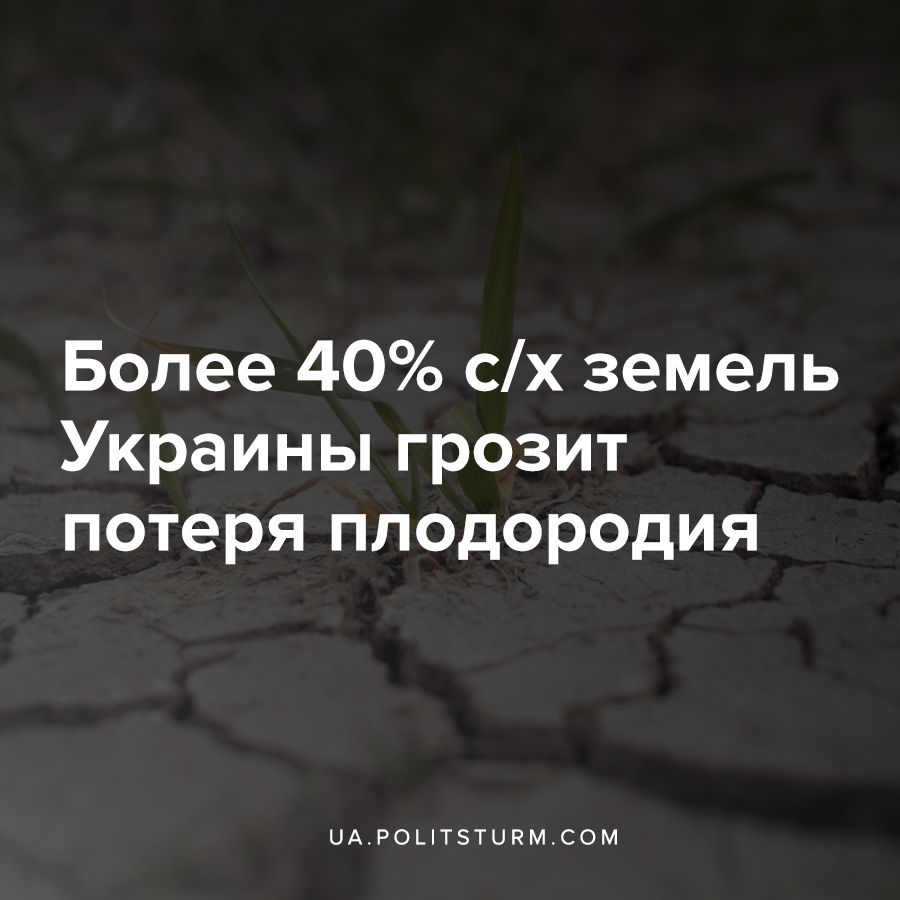 Более 40% с/х земель
Украины грозит
потеря плодородия
UA.POLITSTURM.COM